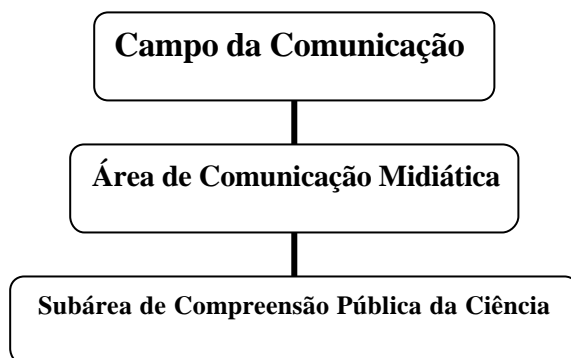 Campo da Comunicação
Área de Comunicação Midiática
Subárea de Compreensão Pública da Ciência